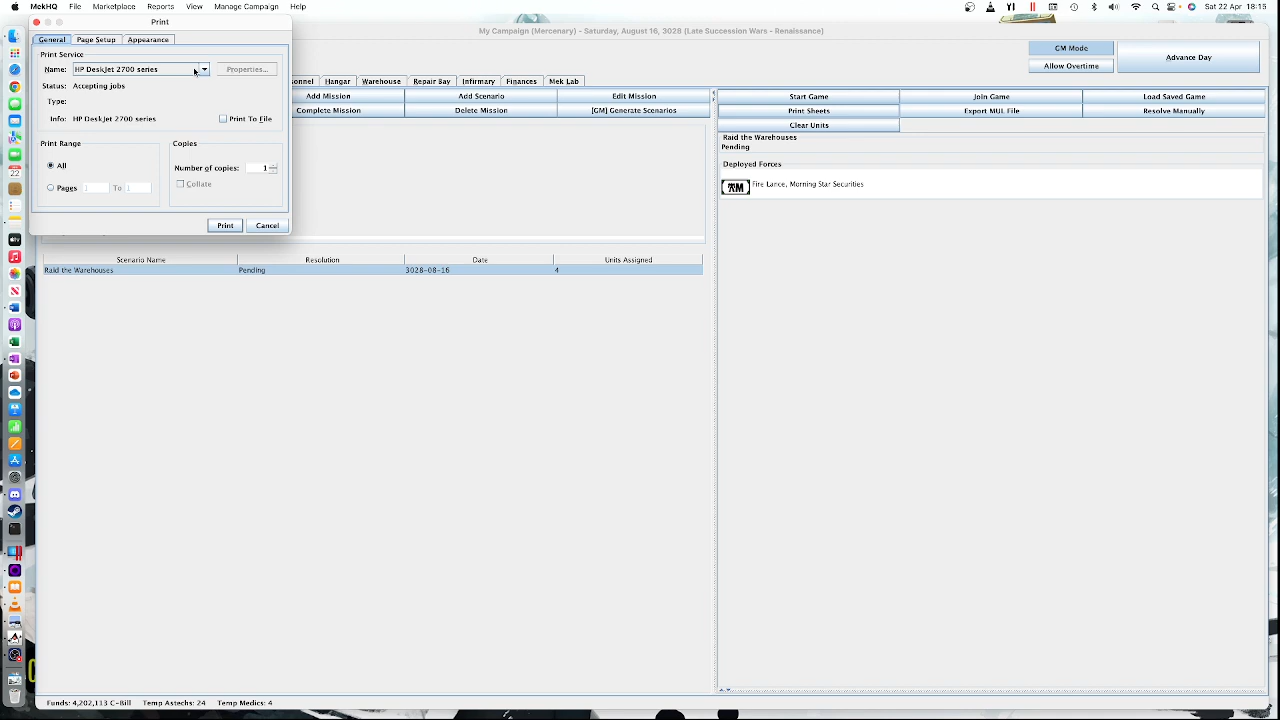 MekHQ File Marketplace Reports View Manage Campaign Help Sat 22 Apr 18:15
Print
My Campaign (Mercenary) - Saturday, August 16, 3028 (Late Succession Wars - Renaissance)
General Page Setup Appearance
Print Service
Name: HP DeskJet 2700 series Properties...
Status: Accepting jobs
Type:
Info: HP DeskJet 2700 series Print To File
Print Range Copies
All
Number of copies: 1
Pages 1 To 1 Collate
Print Cancel
GM Mode Advance Day
Allow Overtime
onnel Hangar Warehouse Repair Bay Infirmary Finances Mek Lab
Add Mission Add Scenario Edit Mission
Complete Mission Delete Mission [GM] Generate Scenarios
Start Game Join Game Load Saved Game
Print Sheets Export MUL File Resolve Manually
Clear Units
Raid the Warehouses
Pending
Deployed Forces
Fire Lance, Morning Star Securities
Scenario Name Resolution Date Units Assigned
Raid the Warehouses Pending 3028-08-16 4
Funds: 4,202,113 C-Bill Temp Astechs: 24 Temp Medics: 4